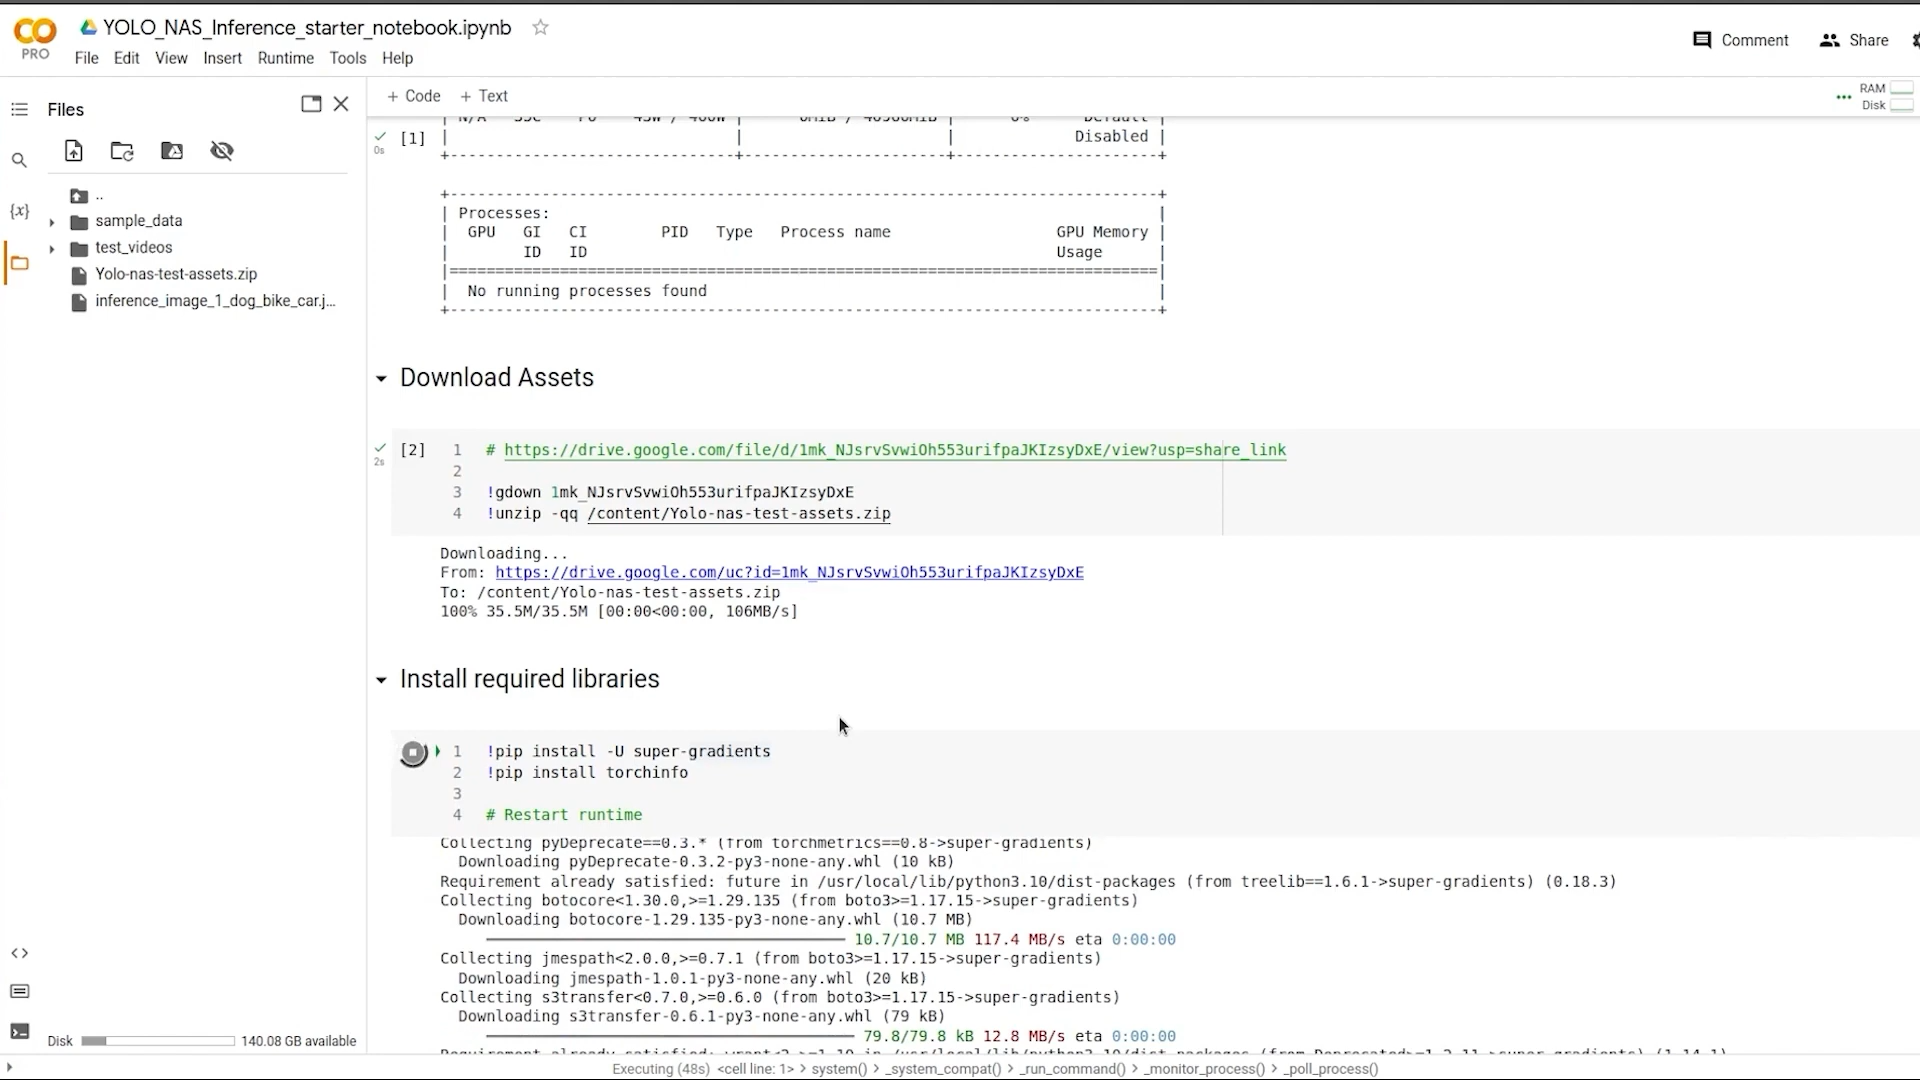 YOLO_NAS_Inference_starter_notebook.ipynb
PRO
File Edit View Insert Runtime Tools Help
Comment
Share
Files
+ Code + Text
RAM
Disk
..
sample_data
test_videos
Yolo-nas-test-assets.zip
inference_image_1_dog_bike_car.j...
{x}
0s
[1]
Disabled |
+-------------------------------+----------------------+----------------------+
+-----------------------------------------------------------------------------+
| Processes: |
| GPU GI CI PID Type Process name GPU Memory |
| ID ID Usage |
|=============================================================================|
| No running processes found |
+-----------------------------------------------------------------------------+
Download Assets
2s
[2]
1 # https://drive.google.com/file/d/1mk_NJsrvSvwiOh553urifpaJKIzsyDxE/view?usp=share_link
2
3 !gdown 1mk_NJsrvSvwiOh553urifpaJKIzsyDxE
4 !unzip -qq /content/Yolo-nas-test-assets.zip
Downloading...
From: https://drive.google.com/uc?id=1mk_NJsrvSvwiOh553urifpaJKIzsyDxE
To: /content/Yolo-nas-test-assets.zip
100% 35.5M/35.5M [00:00<00:00, 106MB/s]
Install required libraries
1 !pip install -U super-gradients
2 !pip install torchinfo
3
4 # Restart runtime
Collecting pyDeprecate==0.3.* (from torchmetrics==0.8->super-gradients)
Downloading pyDeprecate-0.3.2-py3-none-any.whl (10 kB)
Requirement already satisfied: future in /usr/local/lib/python3.10/dist-packages (from treelib==1.6.1->super-gradients) (0.18.3)
Collecting botocore<1.30.0,>=1.29.135 (from boto3>=1.17.15->super-gradients)
Downloading botocore-1.29.135-py3-none-any.whl (10.7 MB)
10.7/10.7 MB 117.4 MB/s eta 0:00:00
Collecting jmespath<2.0.0,>=0.7.1 (from boto3>=1.17.15->super-gradients)
Downloading jmespath-1.0.1-py3-none-any.whl (20 kB)
Collecting s3transfer<0.7.0,>=0.6.0 (from boto3>=1.17.15->super-gradients)
Downloading s3transfer-0.6.1-py3-none-any.whl (79 kB)
79.8/79.8 kB 12.8 MB/s eta 0:00:00
Disk 140.08 GB available
Executing (48s) <cell line: 1> > system() > _system_compat() > _run_command() > _monitor_process() > _poll_process()